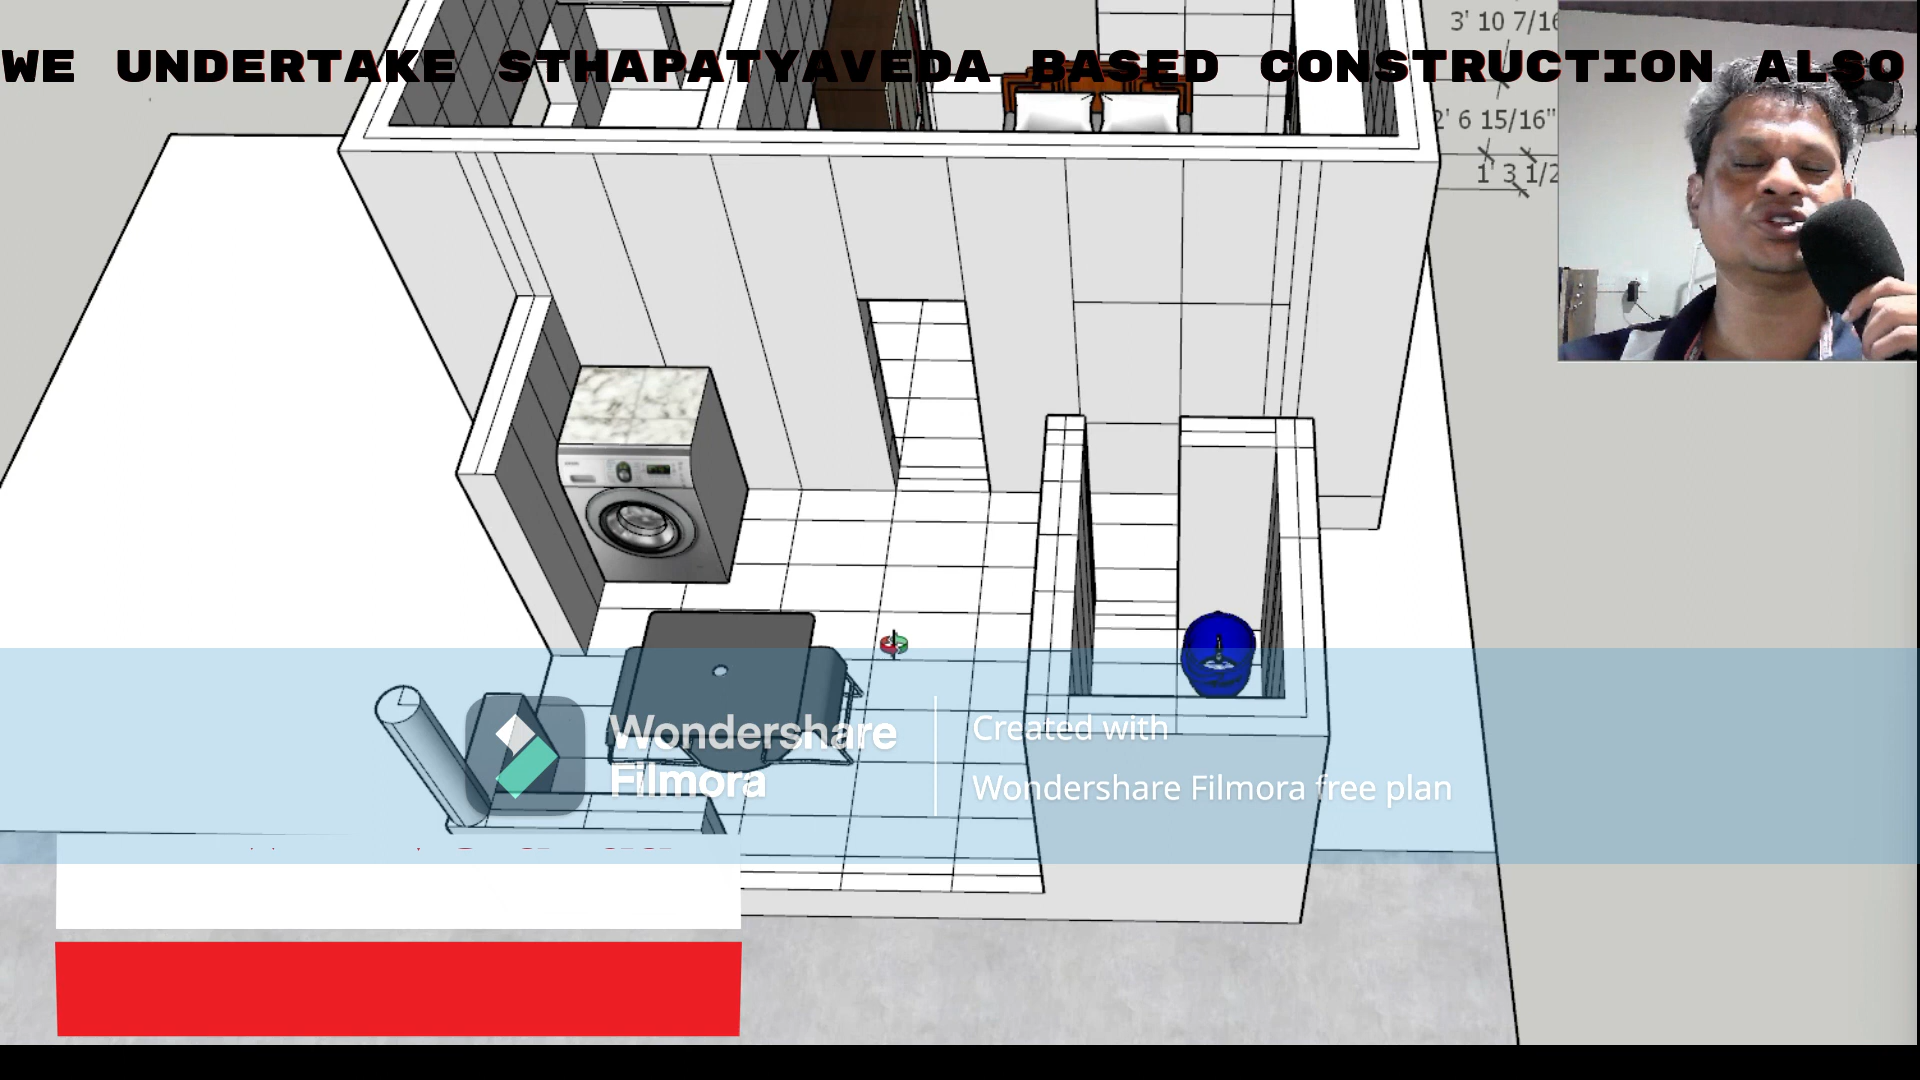 WE UNDERTAKE STHAPATYAVEDA BASED CONSTRUCTION ALSO
3' 10 7/16
2' 6 15/16"
1' 3 1/2
Wondershare
Filmora
Created with
Wondershare Filmora free plan